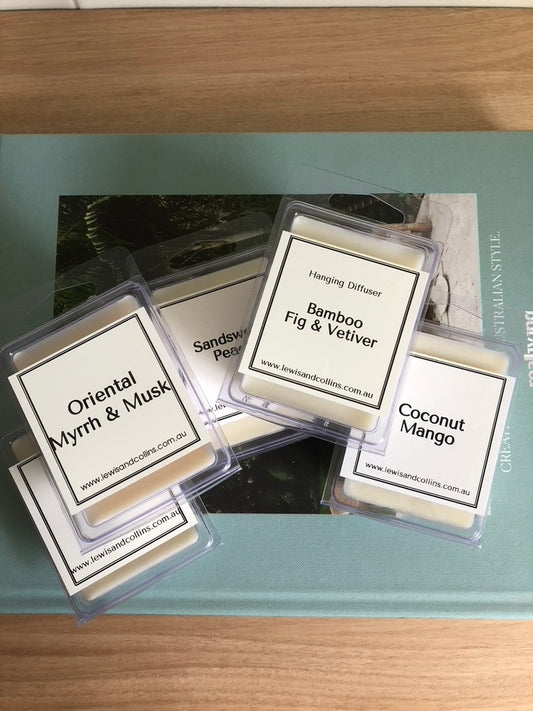 Hanging Diffuser
Bamboo
Fig & Vetiver
www.lewisandcollins.com.au
Oriental
Myrrh & Musk
www.lewisandcollins.com.au
Coconut
Mango
www.lewisandcollins.com.au
www.lewisandcollins.com.au
STYLE.